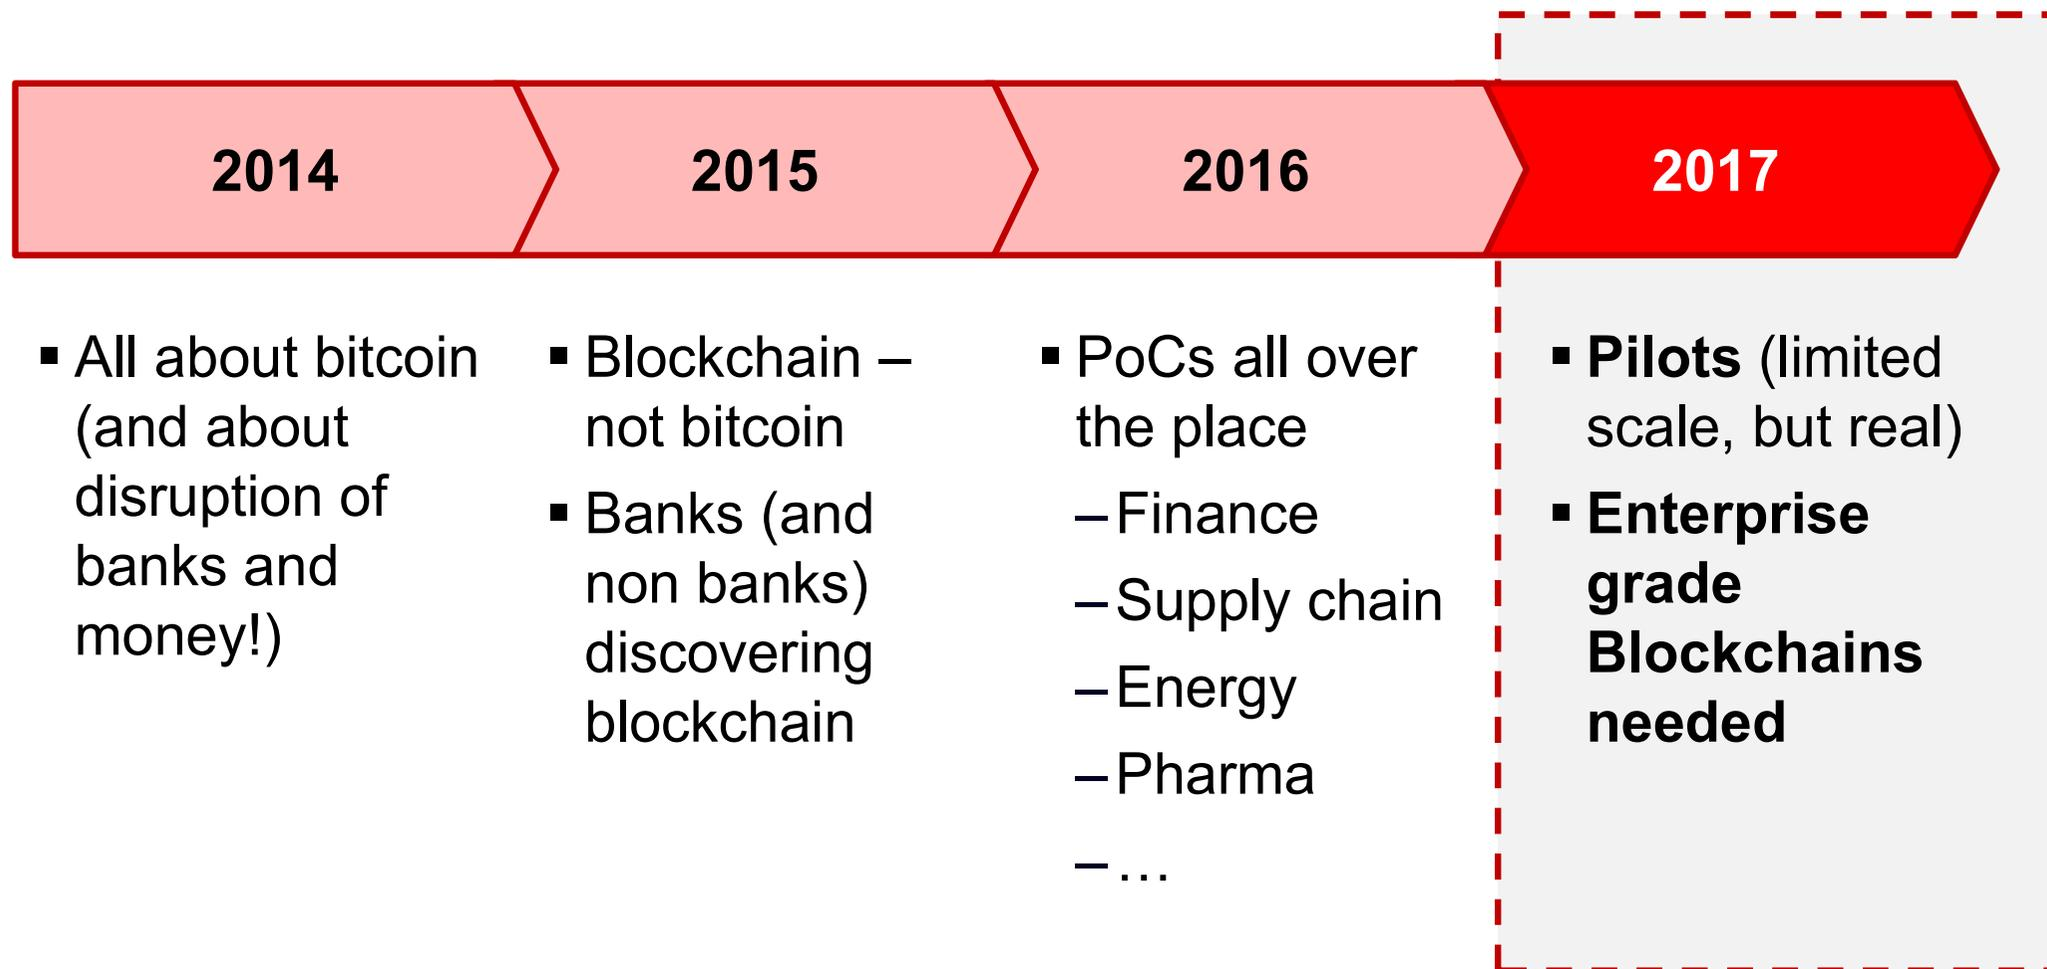 2014
2015
2016
2017
▪ All about bitcoin
(and about
disruption of
banks and
money!)
▪ Blockchain –
not bitcoin
▪ Banks (and
non banks)
discovering
blockchain
▪ PoCs all over
the place
– Finance
– Supply chain
– Energy
– Pharma
– …
▪ Pilots (limited
scale, but real)
▪ Enterprise
grade
Blockchains
needed